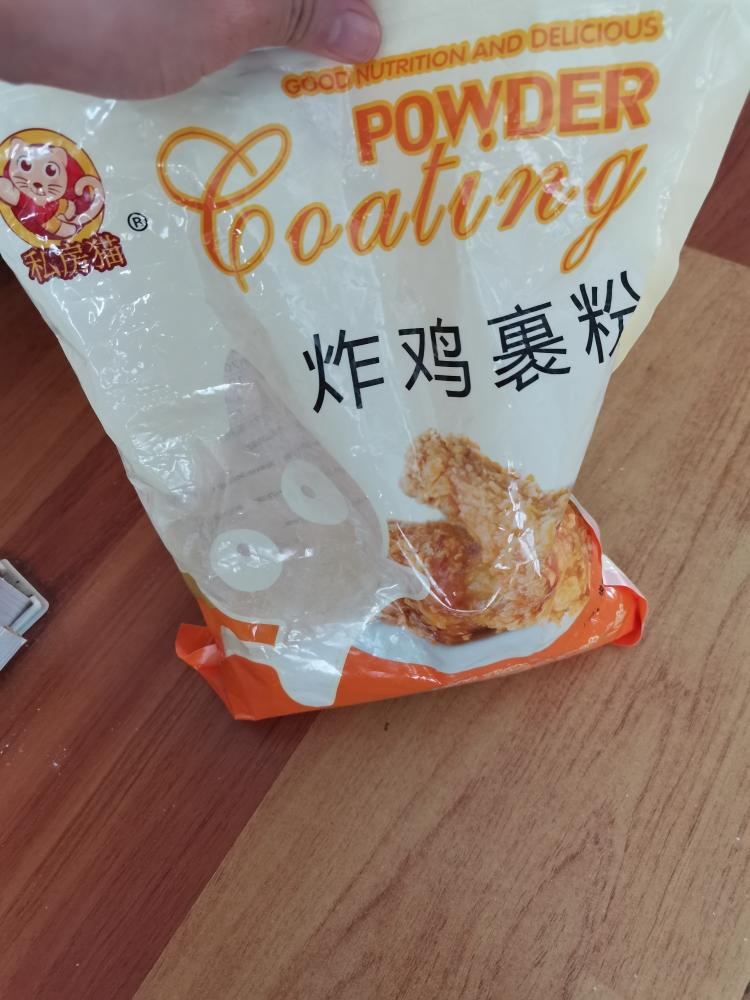 GOOD NUTRITION AND DELICIOUS
POWDER
Coating
私房猫
®
炸鸡裹粉